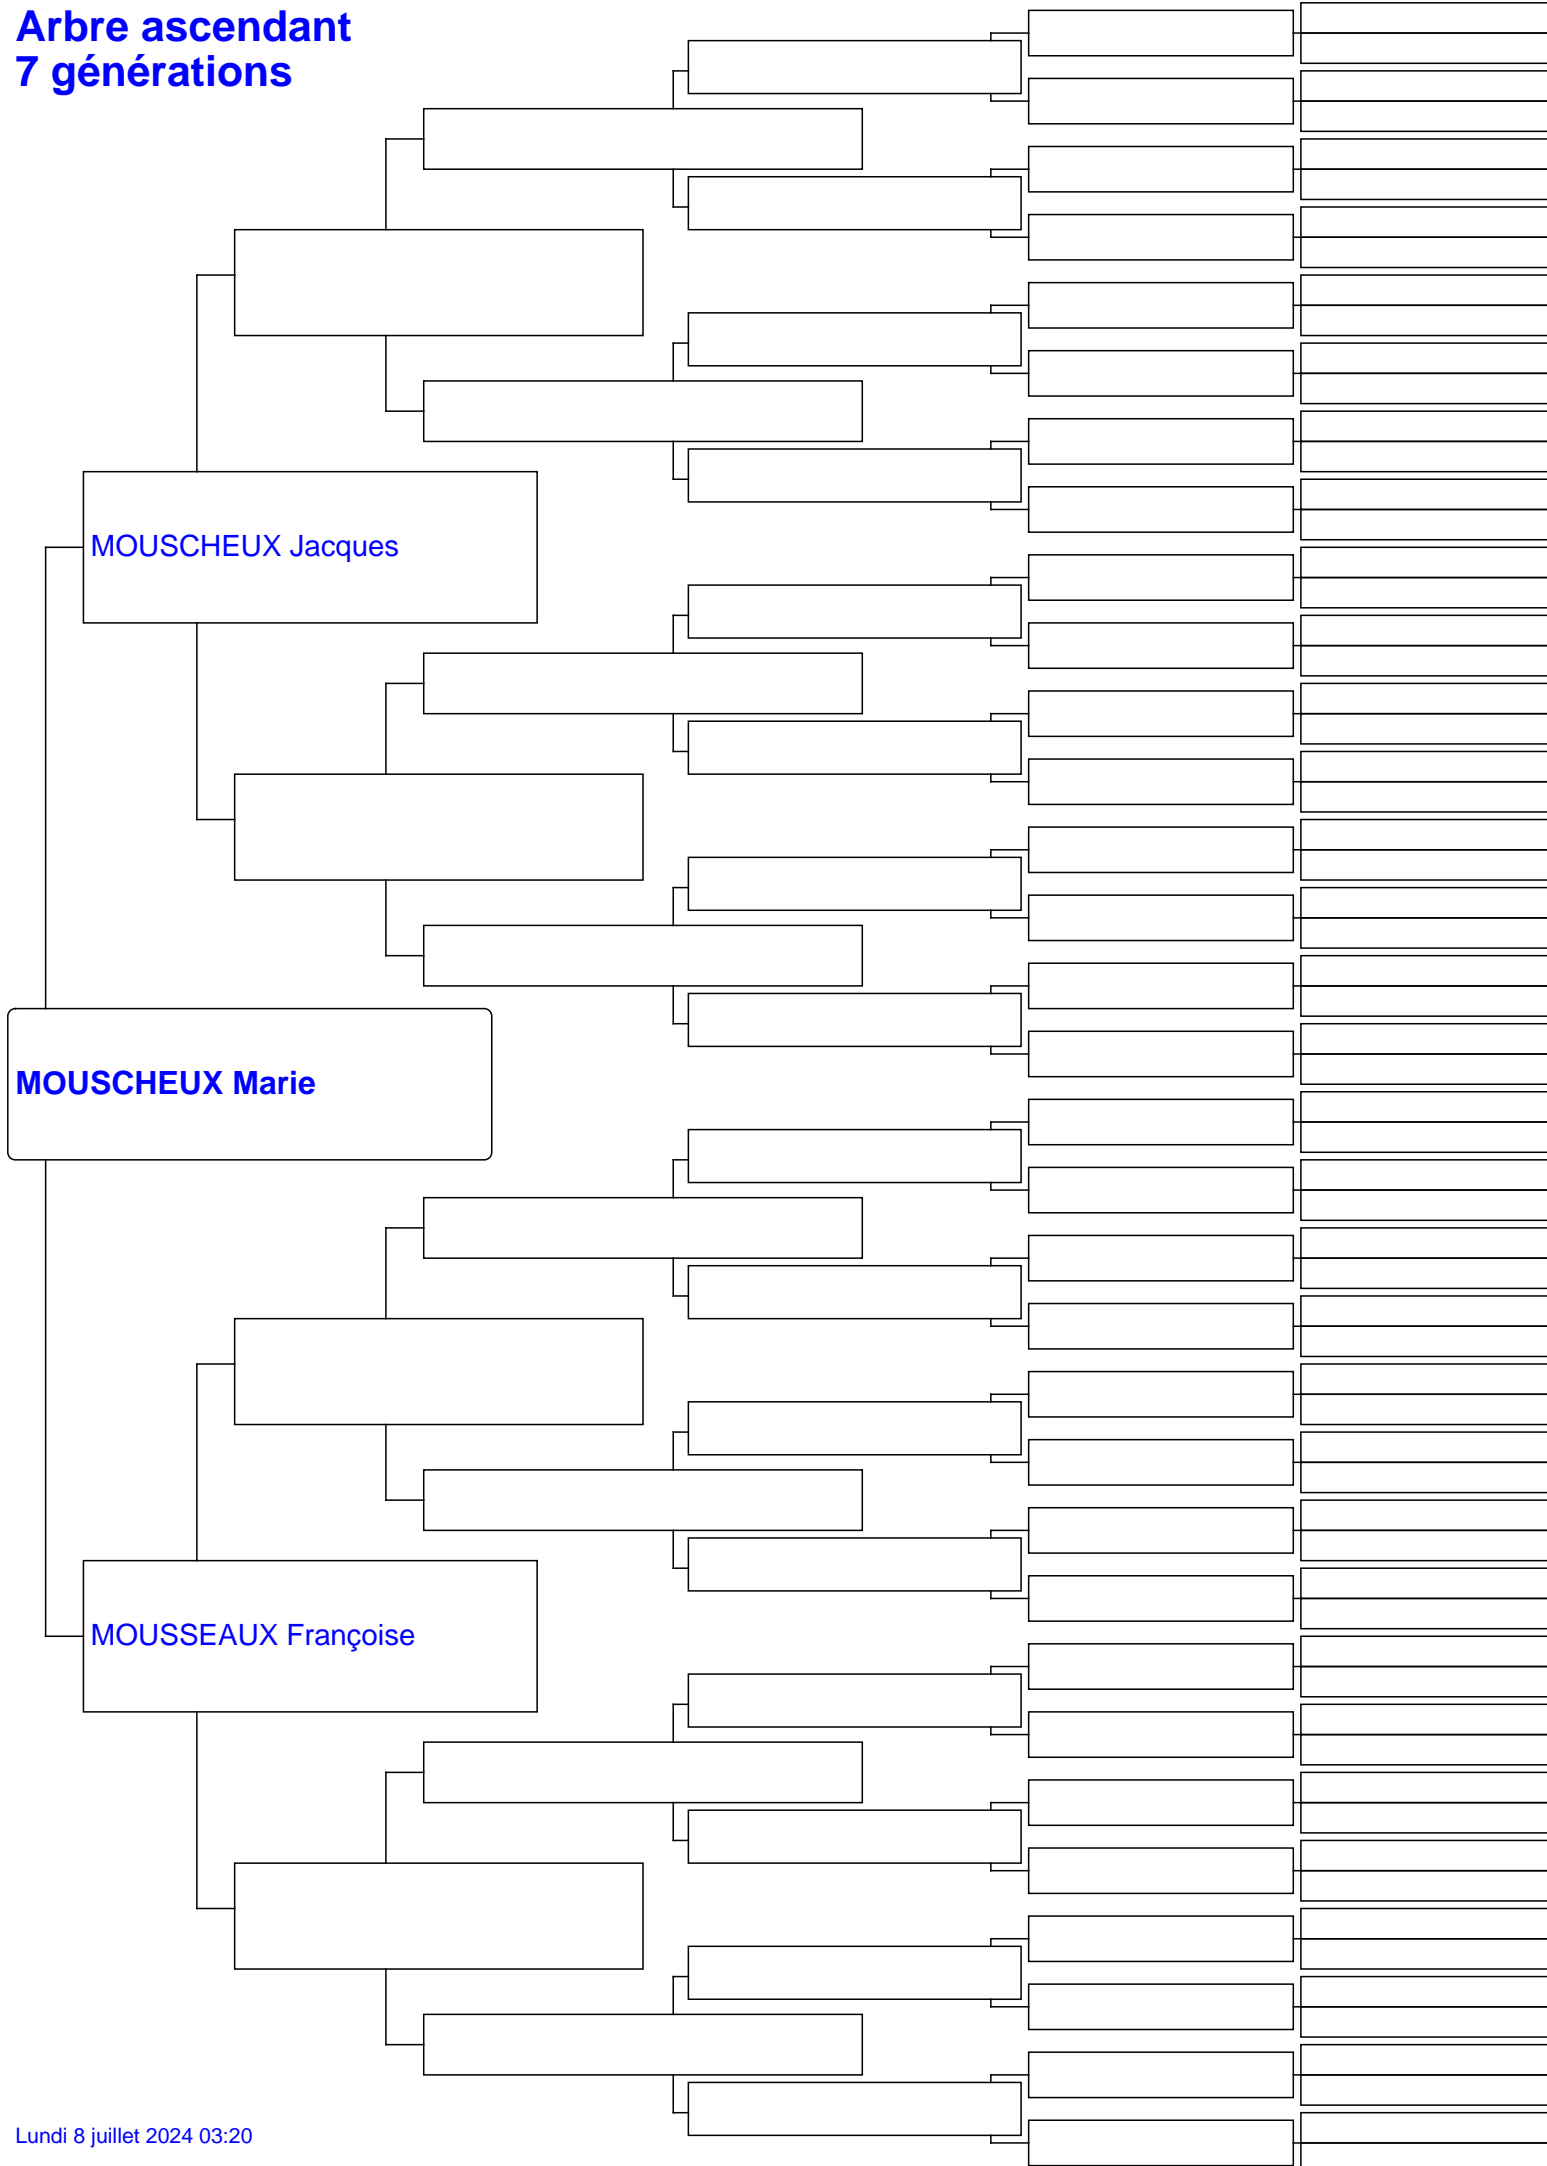 Arbre ascendant
7 générations
MOUSCHEUX Jacques
MOUSCHEUX Marie
MOUSSEAUX Françoise
Lundi 8 juillet 2024 03:20